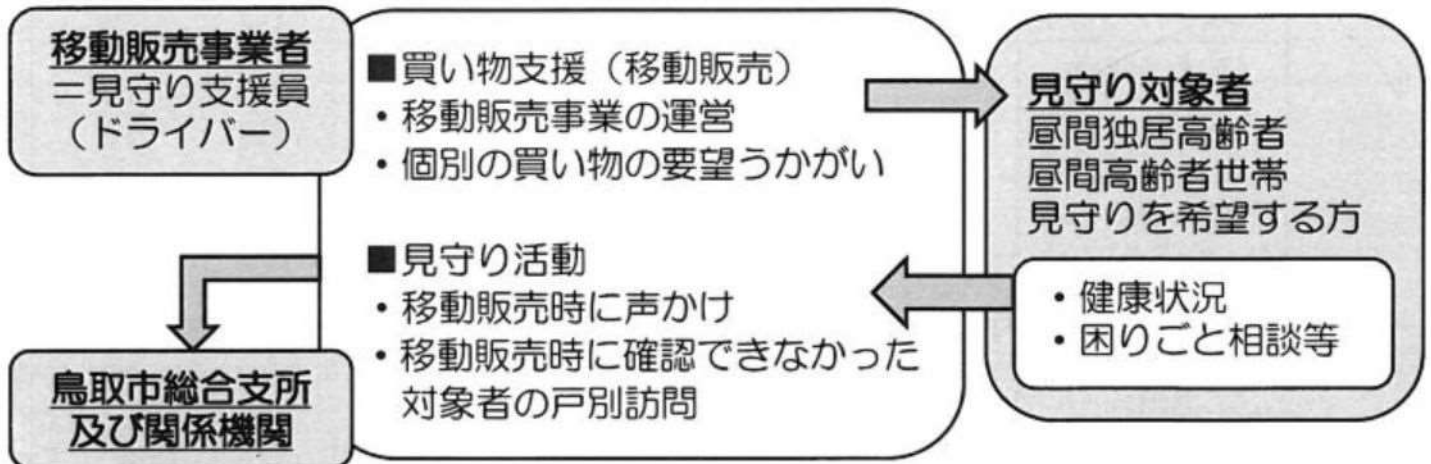 移動販売事業者
=見守り支援員
(ドライバー)
■買い物支援(移動販売)
・移動販売事業の運営
・個別の買い物の要望うかがい
■見守り活動
・移動販売時に声かけ
・移動販売時に確認できなかった
対象者の戸別訪問
見守り対象者
昼間独居高齢者
昼間高齢者世帯
見守りを希望する方
・健康状況
・困りごと相談等
鳥取市総合支所
及び関係機関